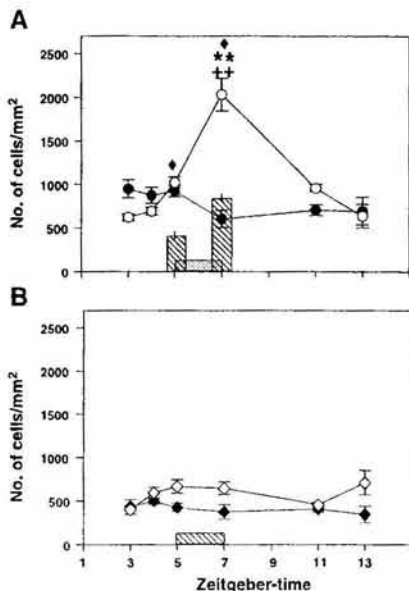 A
No. of cells/mm²
2500
2000
1500
1000
500
0
♦
★★
++
♦
B
No. of cells/mm²
2500
2000
1500
1000
500
0
1 3 5 7 9 11 13
Zeitgeber-time